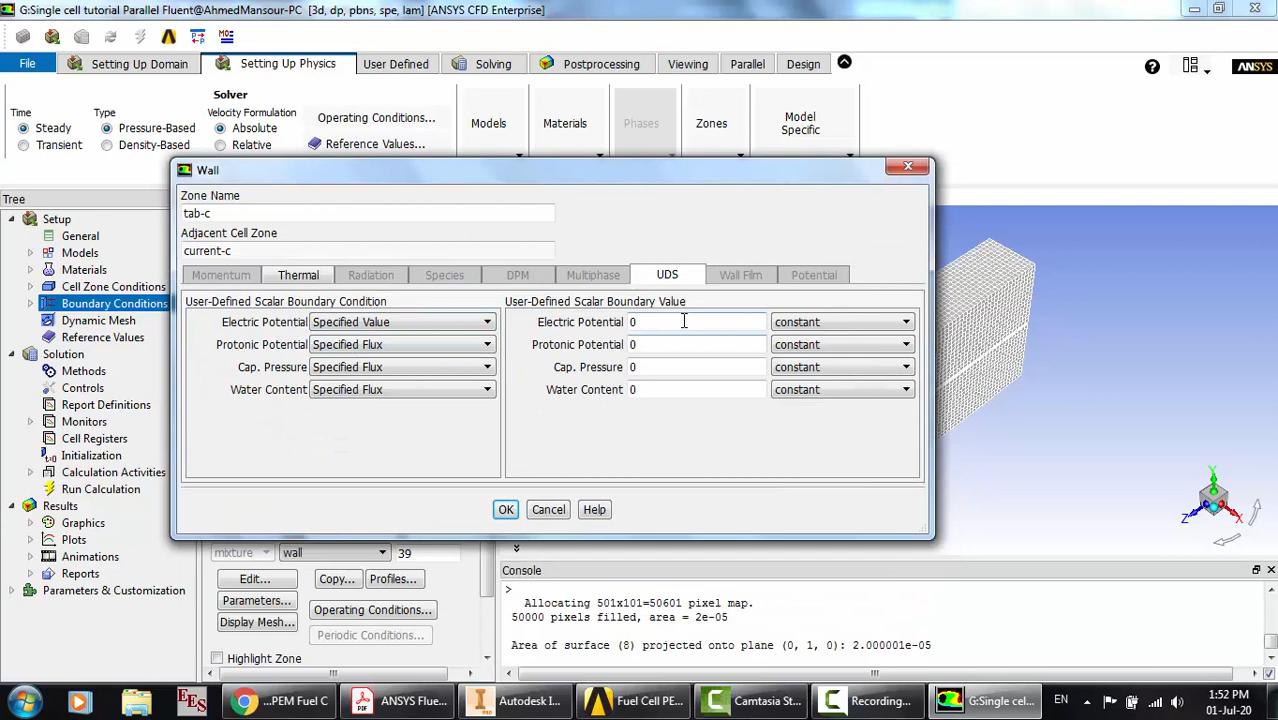 G:Single cell tutorial Parallel Fluent@AhmedMansour-PC [3d, dp, pbns, spe, lam] [ANSYS CFD Enterprise]
File
Setting Up Domain
Setting Up Physics
User Defined
Solving
Postprocessing
Viewing
Parallel
Design
ANSYS
Solver
Time
Type
Velocity Formulation
Operating Conditions...
Steady
Pressure-Based
Absolute
Transient
Density-Based
Relative
Reference Values...
Models
Materials
Phases
Zones
Model
Specific
Tree
Setup
General
Models
Materials
Cell Zone Conditions
Boundary Conditions
Dynamic Mesh
Reference Values
Solution
Methods
Controls
Report Definitions
Monitors
Cell Registers
Initialization
Calculation Activities
Run Calculation
Results
Graphics
Plots
Animations
Reports
Parameters & Customization
Wall
Zone Name
tab-c
Adjacent Cell Zone
current-c
Momentum
Thermal
Radiation
Species
DPM
Multiphase
UDS
Wall Film
Potential
User-Defined Scalar Boundary Condition
Electric Potential Specified Value
Protonic Potential Specified Flux
Cap. Pressure Specified Flux
Water Content Specified Flux
User-Defined Scalar Boundary Value
Electric Potential 0 constant
Protonic Potential 0 constant
Cap. Pressure 0 constant
Water Content 0 constant
OK
Cancel
Help
mixture
wall
39
Edit...
Copy...
Profiles...
Parameters...
Operating Conditions...
Display Mesh...
Periodic Conditions...
Highlight Zone
Y
Z
X
Console
>
Allocating 501x101=50601 pixel map.
50000 pixels filled, area = 2e-05
Area of surface (8) projected onto plane (0, 1, 0): 2.000001e-05
EES
...PEM Fuel C
ANSYS Flue...
Autodesk I...
Fuel Cell PE...
Camtasia St...
Recording...
G:Single cel...
EN
1:52 PM
01-Jul-20